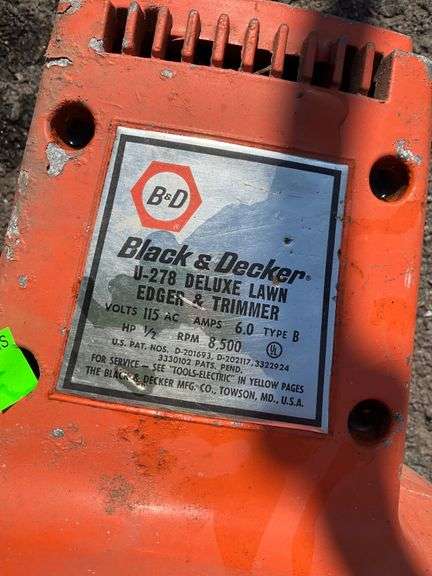 B&D
®
Black & Decker®
U-278 DELUXE LAWN
EDGER & TRIMMER
VOLTS 115 AC AMPS 6.0 TYPE B
HP 1/2 RPM 8,500 UL
U.S. PAT. NOS. D-201693, D-202117, 3322924
3330102 PATS. PEND.
FOR SERVICE — SEE "TOOLS-ELECTRIC" IN YELLOW PAGES
THE BLACK & DECKER MFG. CO., TOWSON, MD., U.S.A.